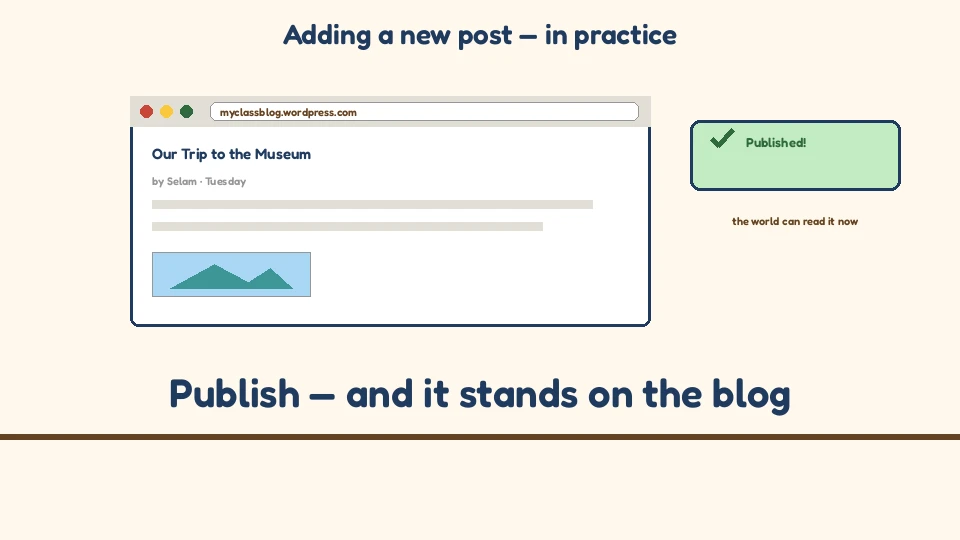 Adding a new post — in practice
myclassblog.wordpress.com
Our Trip to the Museum
by Selam · Tuesday
Published!
the world can read it now
Publish — and it stands on the blog